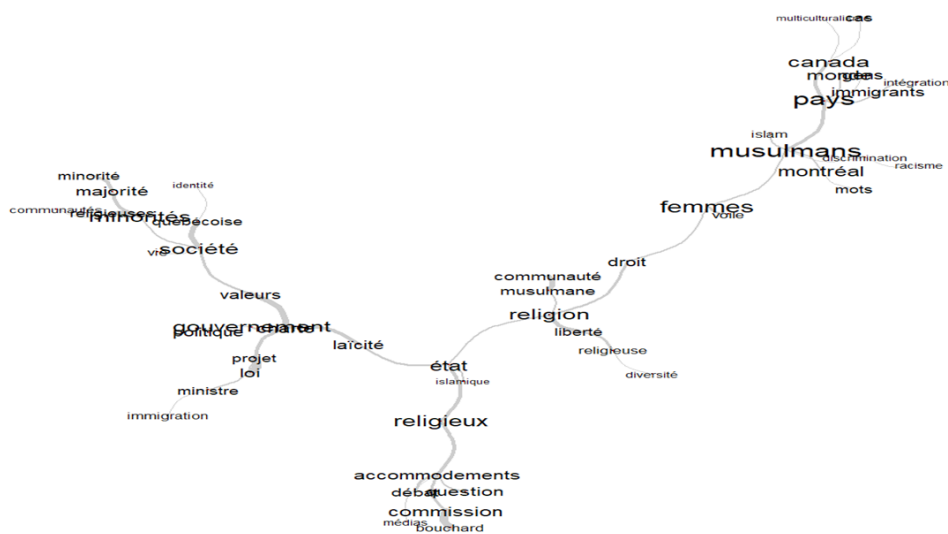 multiculturalisme cas
canada
monde gens
intégration
immigrants
pays
islam
musulmans
discrimination
racisme
montréal
mots
minorité
identité
majorité
femmes
communautés religieuses
voile
minorités
québécoise
société
vie
droit
communauté
musulmane
valeurs
religion
gouvernement
charte
politique
liberté
laïcité
religieuse
projet
état
loi
diversité
islamique
ministre
immigration
religieux
accommodements
débat
question
commission
médias
bouchard